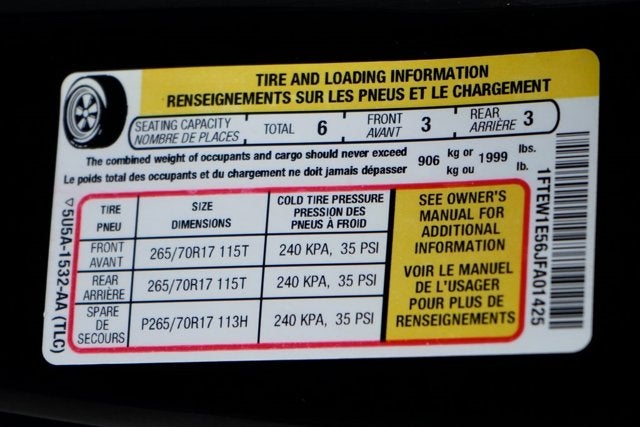 TIRE AND LOADING INFORMATION
RENSEIGNEMENTS SUR LES PNEUS ET LE CHARGEMENT
SEATING CAPACITY
NOMBRE DE PLACES
TOTAL 6
FRONT
AVANT 3
REAR
ARRIÈRE 3
The combined weight of occupants and cargo should never exceed
Le poids total des occupants et du chargement ne doit jamais dépasser
906
kg or
kg ou
1999
lbs.
lb.
TIRE
PNEU
SIZE
DIMENSIONS
COLD TIRE PRESSURE
PRESSION DES
PNEUS À FROID
FRONT
AVANT
265/70R17 115T
240 KPA, 35 PSI
REAR
ARRIÈRE
265/70R17 115T
240 KPA, 35 PSI
SPARE
DE
SECOURS
P265/70R17 113H
240 KPA, 35 PSI
SEE OWNER'S
MANUAL FOR
ADDITIONAL
INFORMATION
VOIR LE MANUEL
DE L'USAGER
POUR PLUS DE
RENSEIGNEMENTS
5U5A-1532-AA (TLC)
1FTEW1E56JFA01425